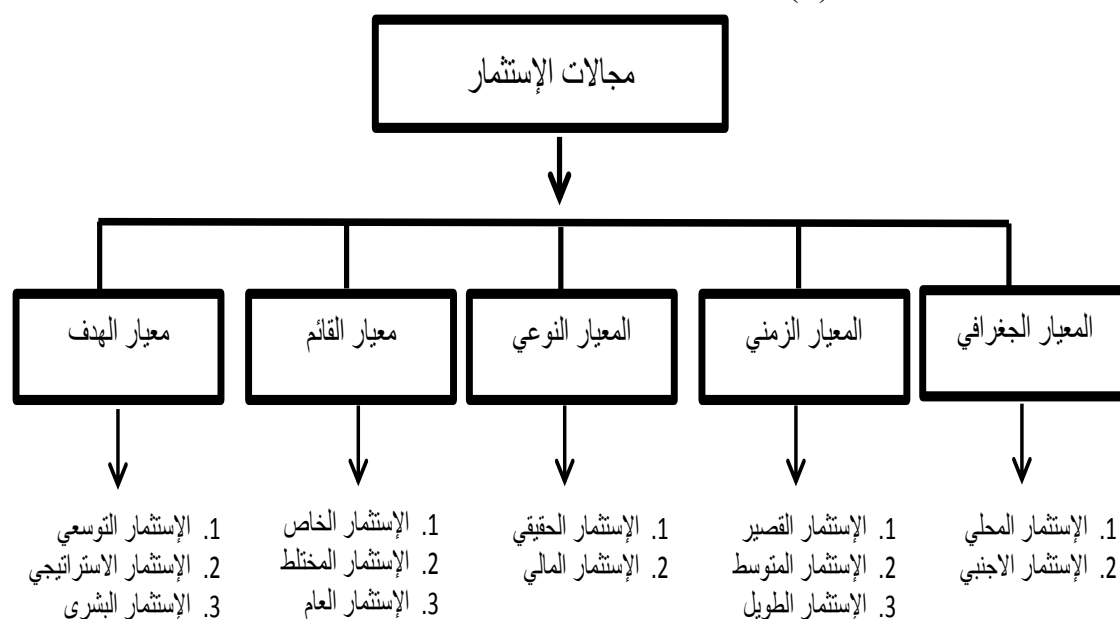 مجالات الإستثمار
المعيار الجغرافي
المعيار الزمني
المعيار النوعي
معيار القائم
معيار الهدف
1. الإستثمار المحلي
2. الإستثمار الاجنبي
1. الإستثمار القصير
2. الإستثمار المتوسط
3. الإستثمار الطويل
1. الإستثمار الحقيقي
2. الإستثمار المالي
1. الإستثمار الخاص
2. الإستثمار المختلط
3. الإستثمار العام
1. الإستثمار التوسعي
2. الإستثمار الاستراتيجي
3. الإستثمار البشري